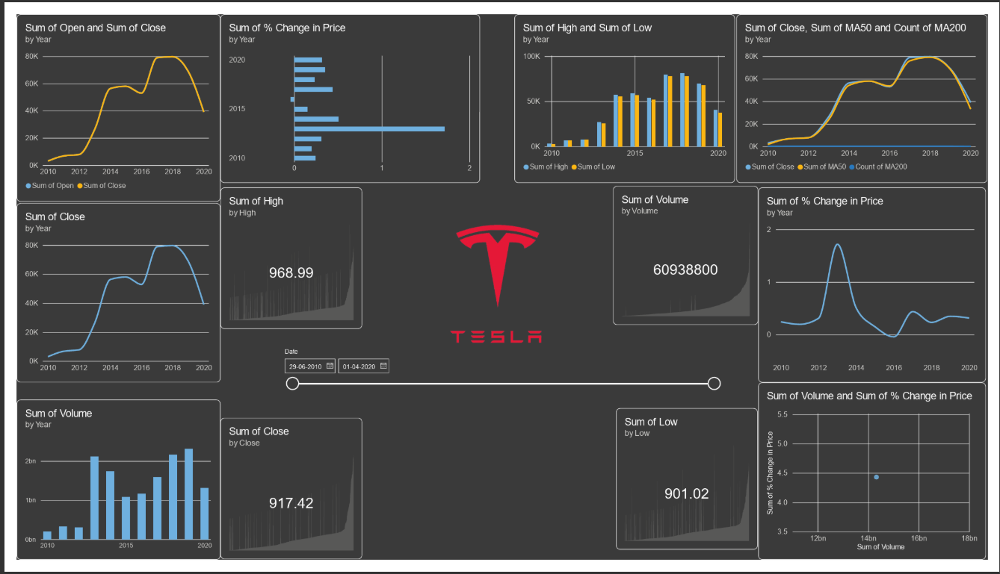 Sum of Open and Sum of Close
by Year
80K
60K
40K
20K
0K
2010 2012 2014 2016 2018 2020
Sum of Open Sum of Close
Sum of % Change in Price
by Year
2020
2015
2010
0 1 2
Sum of High and Sum of Low
by Year
100K
50K
0K
2010 2015 2020
Sum of High Sum of Low
Sum of Close, Sum of MA50 and Count of MA200
by Year
80K
60K
40K
20K
0K
2010 2012 2014 2016 2018 2020
Sum of Close Sum of MA50 Count of MA200
Sum of Close
by Year
80K
60K
40K
20K
0K
2010 2012 2014 2016 2018 2020
Sum of High
by High
968.99
TESLA
Sum of Volume
by Volume
60938800
Sum of % Change in Price
by Year
2
1
0
2010 2012 2014 2016 2018 2020
Date
29-06-2010 01-04-2020
Sum of Volume
by Year
2bn
1bn
0bn
2010 2015 2020
Sum of Close
by Close
917.42
Sum of Low
by Low
901.02
Sum of Volume and Sum of % Change in Price
Sum of % Change in Price
5.5
5.0
4.5
4.0
3.5
12bn 14bn 16bn 18bn
Sum of Volume